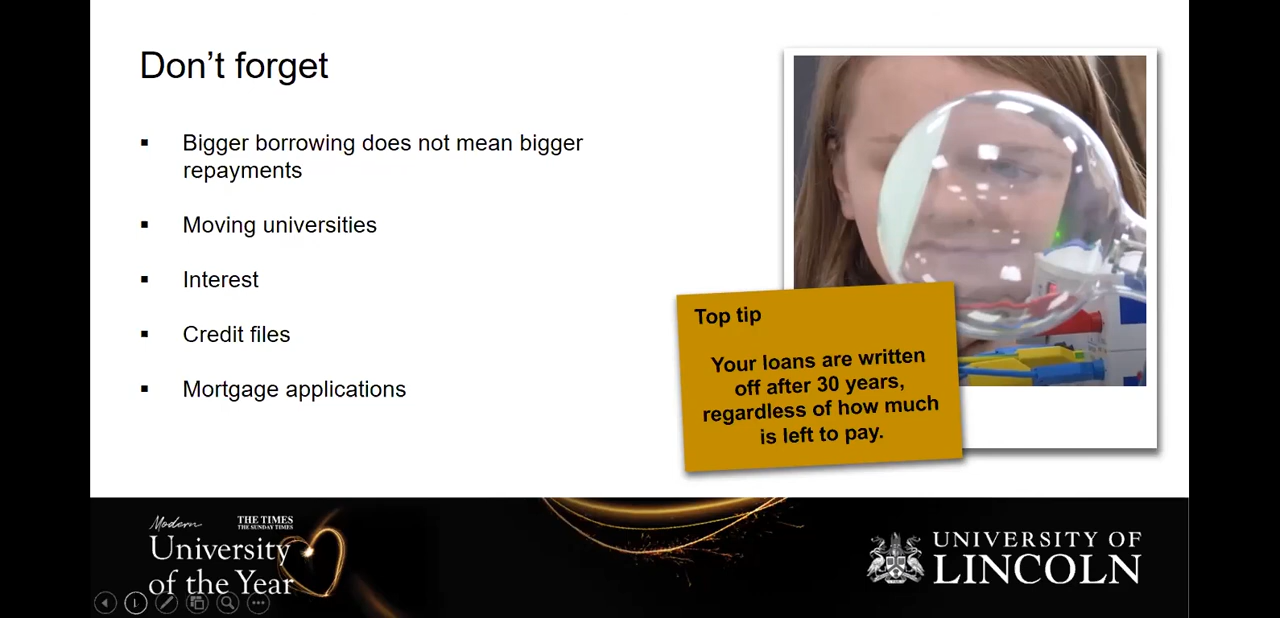 Don't forget
▪ Bigger borrowing does not mean bigger
repayments
▪ Moving universities
▪ Interest
▪ Credit files
▪ Mortgage applications
Top tip
Your loans are written
off after 30 years,
regardless of how much
is left to pay.
Modern
THE TIMES
THE SUNDAY TIMES
University
of the Year
UNIVERSITY OF
LINCOLN